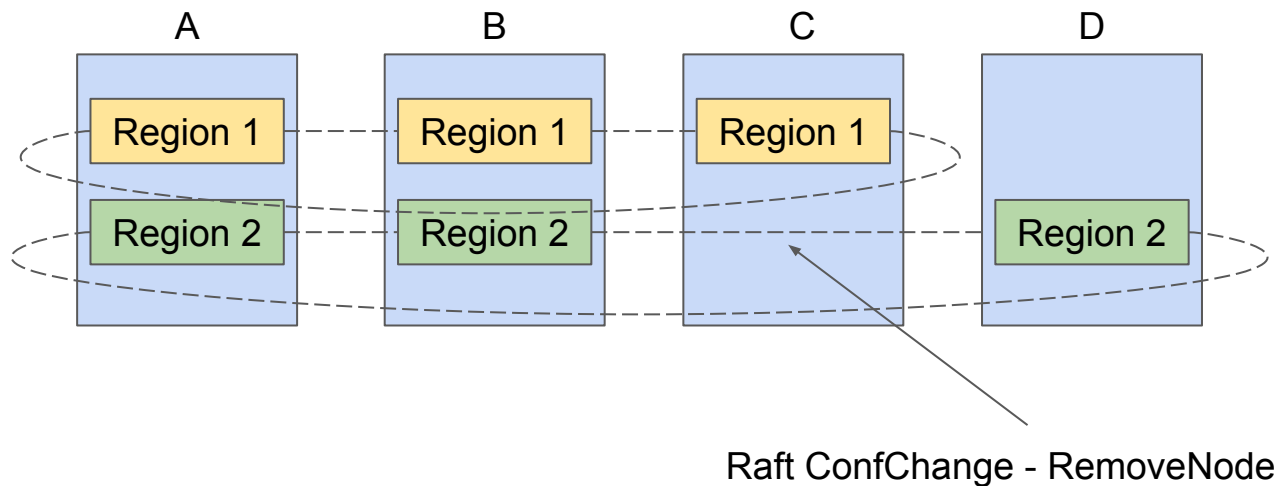 A
B
C
D
Region 1
Region 1
Region 1
Region 2
Region 2
Region 2
Raft ConfChange - RemoveNode